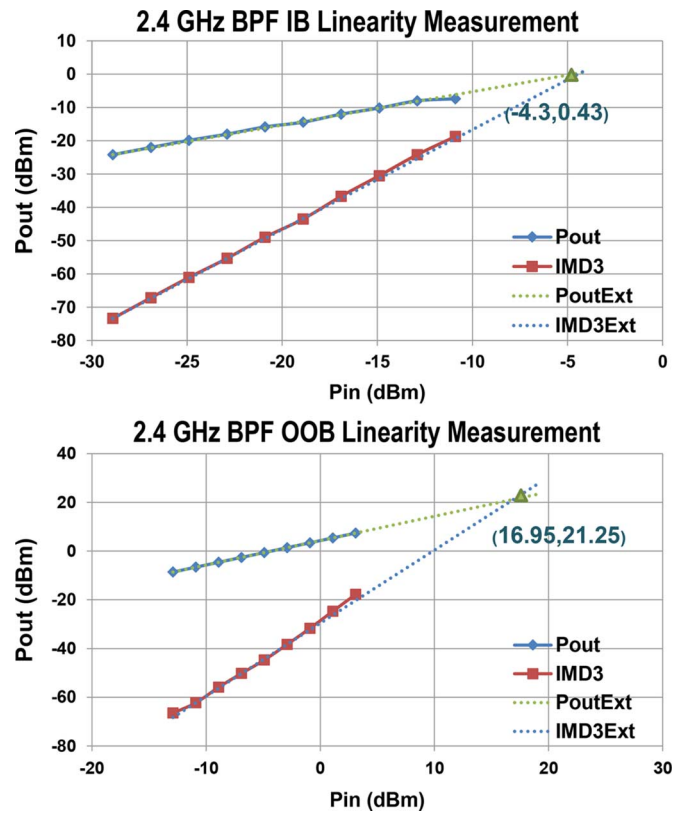 2.4 GHz BPF IB Linearity Measurement
10
0
-10
-20
-30
-40
-50
-60
-70
-80
Pout (dBm)
(-4.3,0.43)
Pout
IMD3
PoutExt
IMD3Ext
-30 -25 -20 -15 -10 -5 0
Pin (dBm)
2.4 GHz BPF OOB Linearity Measurement
40
20
0
-20
-40
-60
-80
Pout (dBm)
(16.95,21.25)
Pout
IMD3
PoutExt
IMD3Ext
-20 -10 0 10 20 30
Pin (dBm)